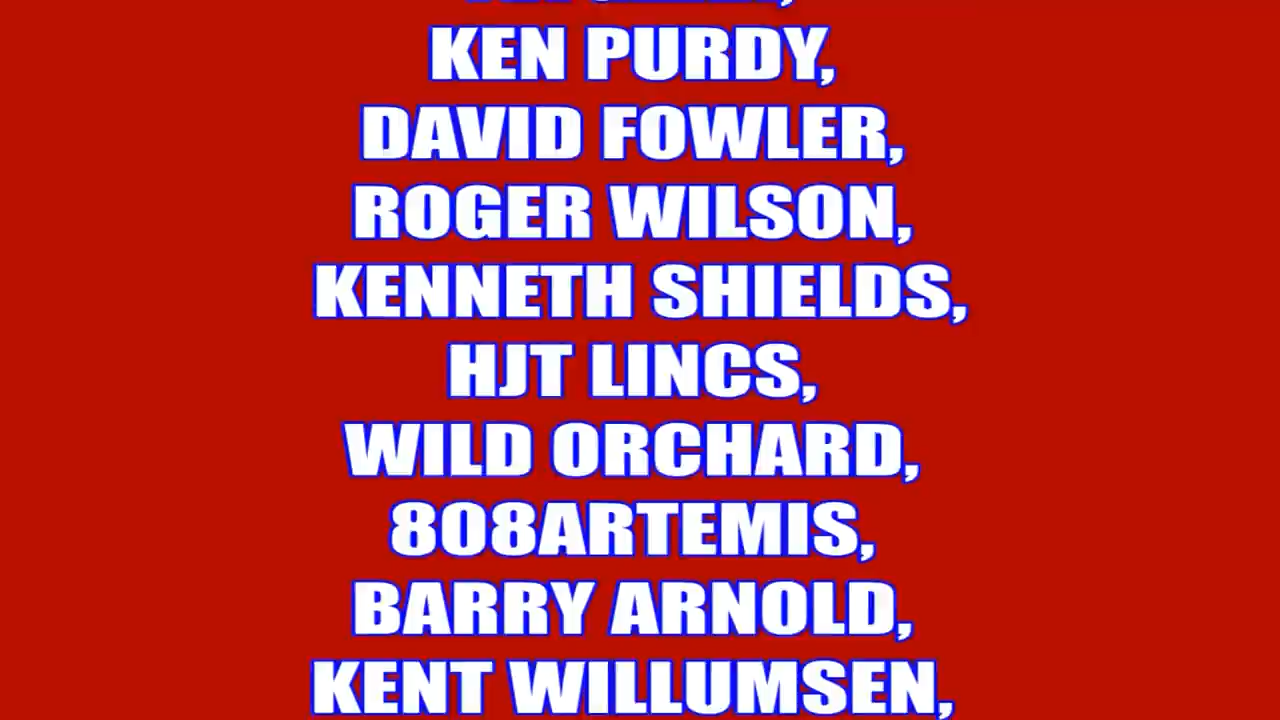 KEN PURDY,
DAVID FOWLER,
ROGER WILSON,
KENNETH SHIELDS,
HJT LINCS,
WILD ORCHARD,
808ARTEMIS,
BARRY ARNOLD,
KENT WILLUMSEN,